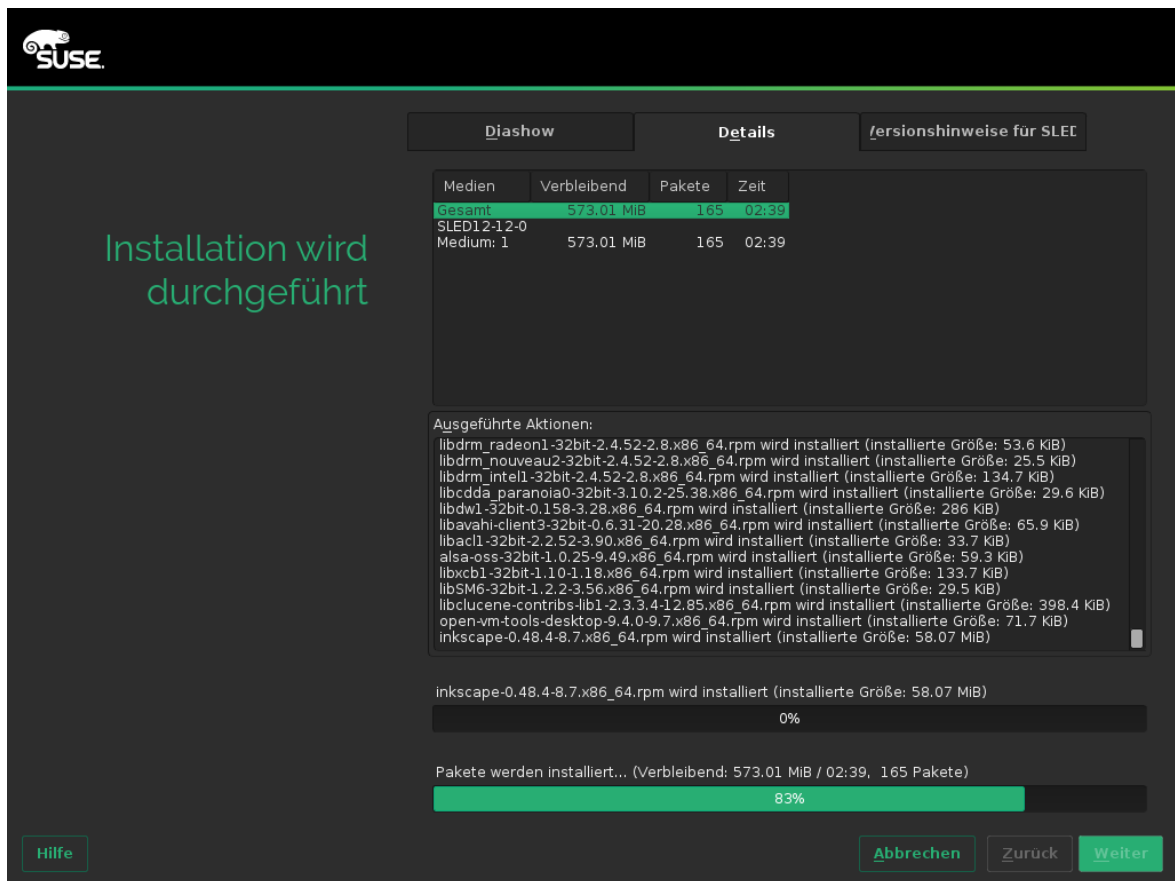 SUSE.
Diashow
Details
Versionshinweise für SLED
Installation wird
durchgeführt
Medien Verbleibend Pakete Zeit
Gesamt 573.01 MiB 165 02:39
SLED12-12-0
Medium: 1 573.01 MiB 165 02:39
Ausgeführte Aktionen:
libdrm_radeon1-32bit-2.4.52-2.8.x86_64.rpm wird installiert (installierte Größe: 53.6 KiB)
libdrm_nouveau2-32bit-2.4.52-2.8.x86_64.rpm wird installiert (installierte Größe: 25.5 KiB)
libdrm_intel1-32bit-2.4.52-2.8.x86_64.rpm wird installiert (installierte Größe: 134.7 KiB)
libcdda_paranoia0-32bit-3.10.2-25.38.x86_64.rpm wird installiert (installierte Größe: 29.6 KiB)
libdw1-32bit-0.158-3.28.x86_64.rpm wird installiert (installierte Größe: 286 KiB)
libavahi-client3-32bit-0.6.31-20.28.x86_64.rpm wird installiert (installierte Größe: 65.9 KiB)
libacl1-32bit-2.2.52-3.90.x86_64.rpm wird installiert (installierte Größe: 33.7 KiB)
alsa-oss-32bit-1.0.25-9.49.x86_64.rpm wird installiert (installierte Größe: 59.3 KiB)
libxcb1-32bit-1.10-1.18.x86_64.rpm wird installiert (installierte Größe: 133.7 KiB)
libSM6-32bit-1.2.2-3.56.x86_64.rpm wird installiert (installierte Größe: 29.5 KiB)
libclucene-contribs-lib1-2.3.3.4-12.85.x86_64.rpm wird installiert (installierte Größe: 398.4 KiB)
open-vm-tools-desktop-9.4.0-9.7.x86_64.rpm wird installiert (installierte Größe: 71.7 KiB)
inkscape-0.48.4-8.7.x86_64.rpm wird installiert (installierte Größe: 58.07 MiB)
inkscape-0.48.4-8.7.x86_64.rpm wird installiert (installierte Größe: 58.07 MiB)
0%
Pakete werden installiert... (Verbleibend: 573.01 MiB / 02:39, 165 Pakete)
83%
Hilfe
Abbrechen
Zurück
Weiter